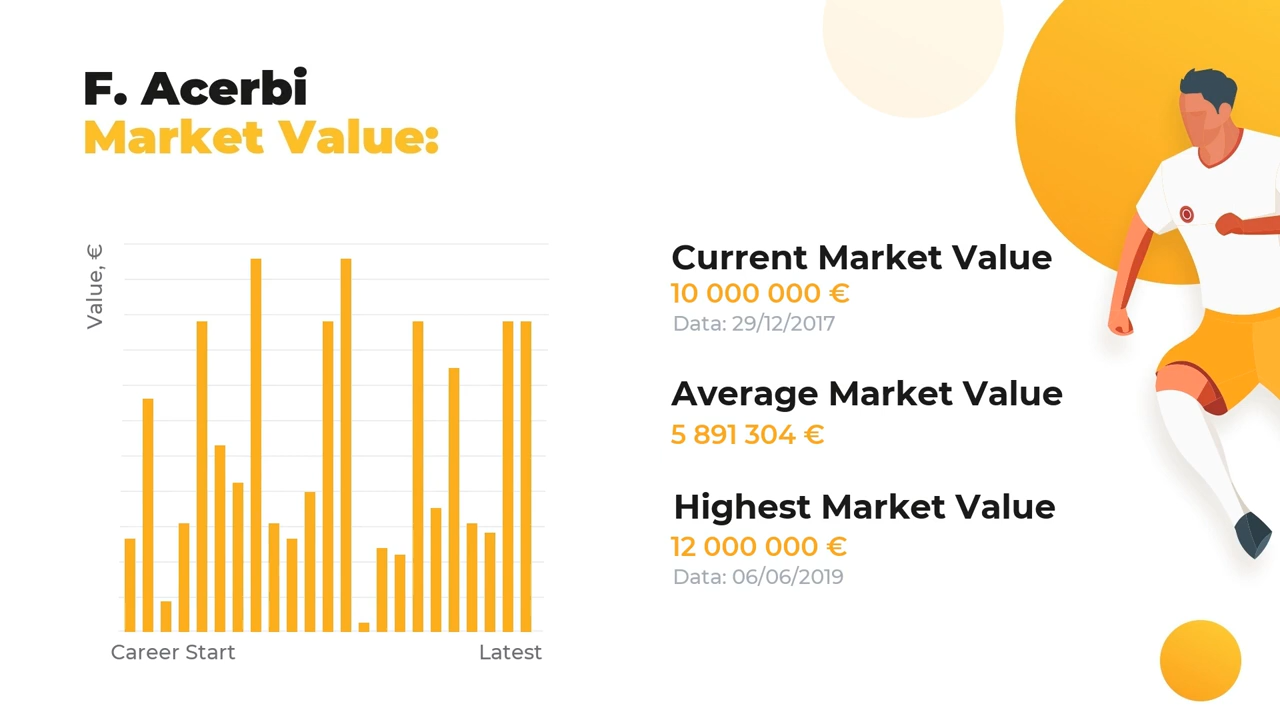 F. Acerbi
Market Value:
Value, €
Career Start
Latest
Current Market Value
10 000 000 €
Data: 29/12/2017
Average Market Value
5 891 304 €
Highest Market Value
12 000 000 €
Data: 06/06/2019